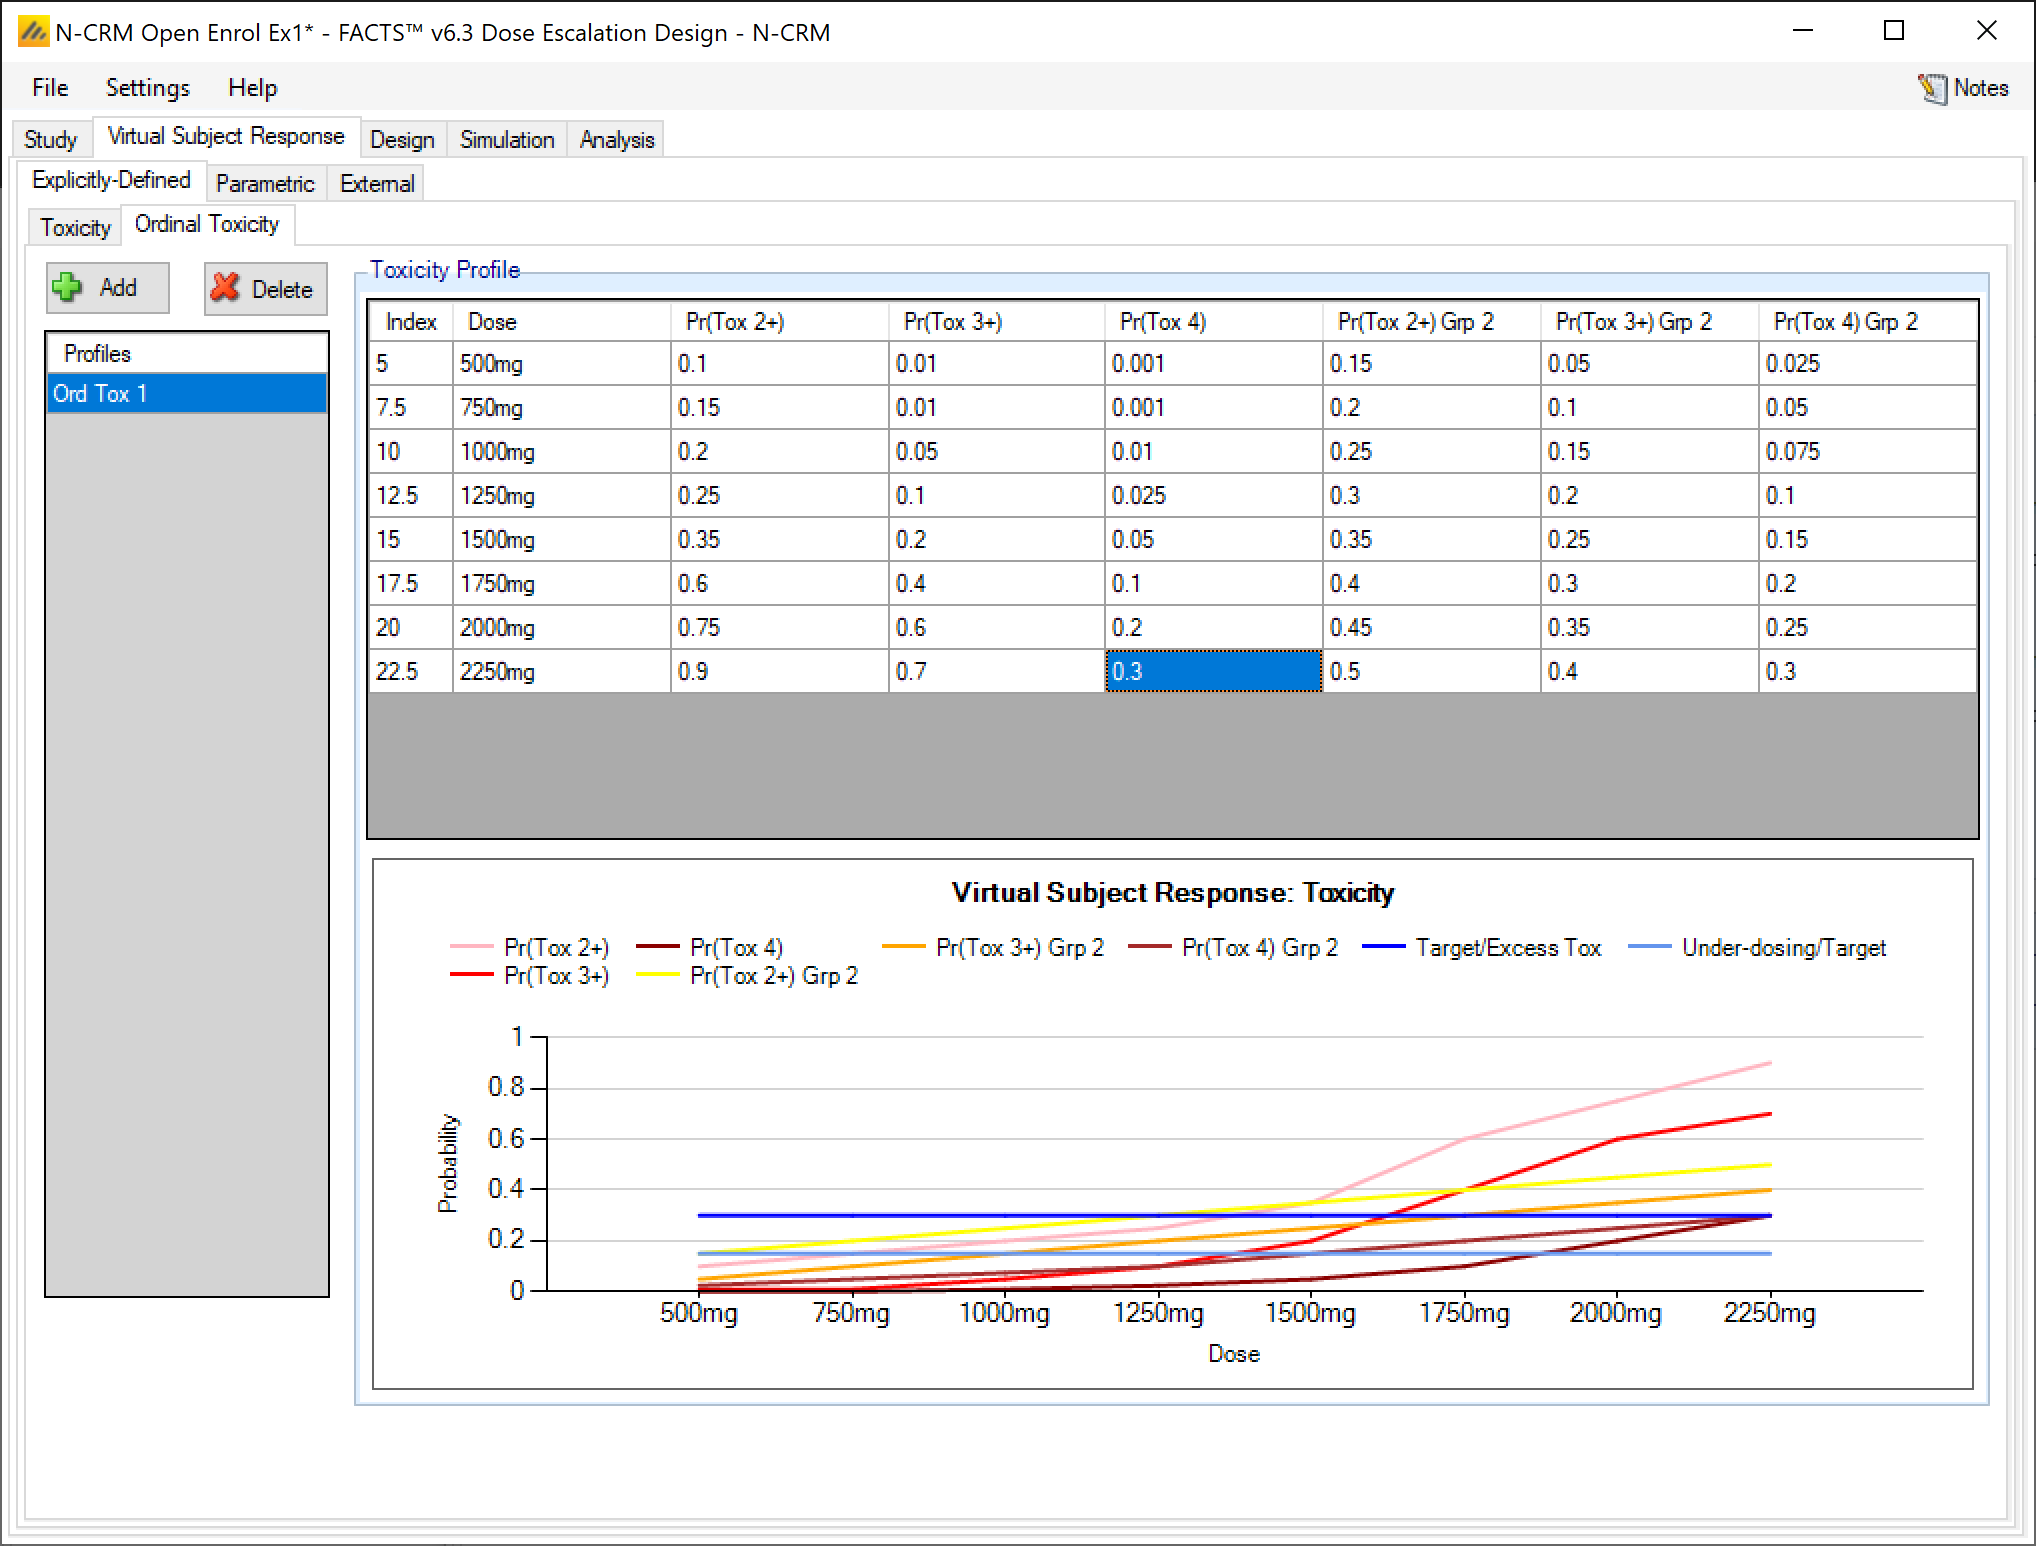 N-CRM Open Enrol Ex1* - FACTS™ v6.3 Dose Escalation Design - N-CRM
File Settings Help Notes
Study Virtual Subject Response Design Simulation Analysis
Explicitly-Defined Parametric External
Toxicity Ordinal Toxicity
Add Delete
Profiles
Ord Tox 1
Toxicity Profile
Index Dose Pr(Tox 2+) Pr(Tox 3+) Pr(Tox 4) Pr(Tox 2+) Grp 2 Pr(Tox 3+) Grp 2 Pr(Tox 4) Grp 2
5 500mg 0.1 0.01 0.001 0.15 0.05 0.025
7.5 750mg 0.15 0.01 0.001 0.2 0.1 0.05
10 1000mg 0.2 0.05 0.01 0.25 0.15 0.075
12.5 1250mg 0.25 0.1 0.025 0.3 0.2 0.1
15 1500mg 0.35 0.2 0.05 0.35 0.25 0.15
17.5 1750mg 0.6 0.4 0.1 0.4 0.3 0.2
20 2000mg 0.75 0.6 0.2 0.45 0.35 0.25
22.5 2250mg 0.9 0.7 0.3 0.5 0.4 0.3
Virtual Subject Response: Toxicity
Pr(Tox 2+) Pr(Tox 4) Pr(Tox 3+) Grp 2 Pr(Tox 4) Grp 2 Target/Excess Tox Under-dosing/Target
Pr(Tox 3+) Pr(Tox 2+) Grp 2
1
0.8
0.6
0.4
0.2
0
Probability
500mg 750mg 1000mg 1250mg 1500mg 1750mg 2000mg 2250mg
Dose